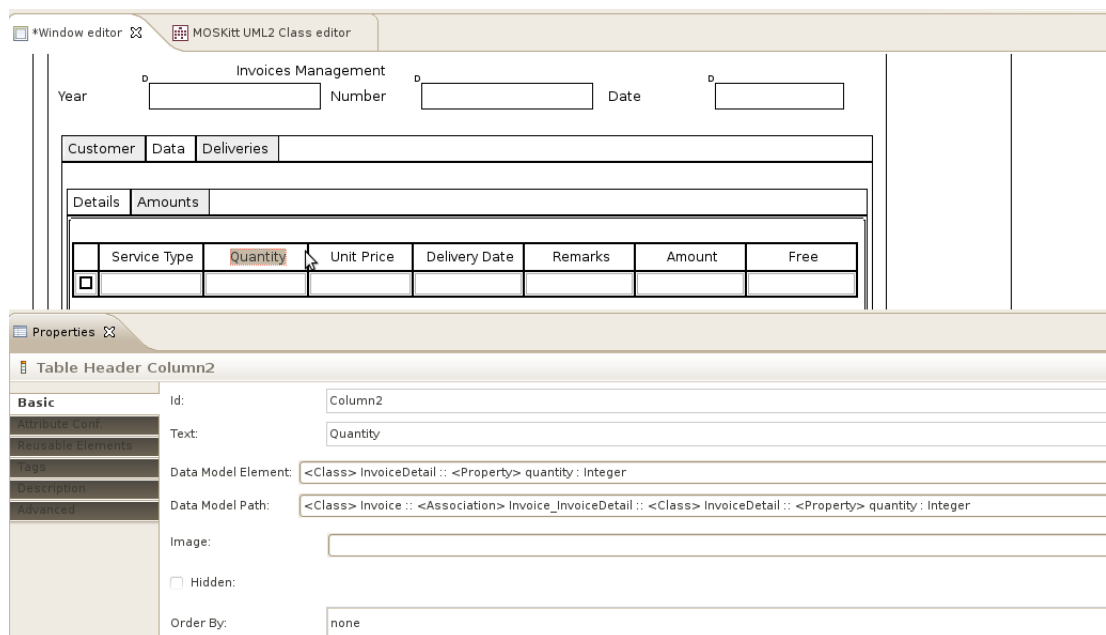 *Window editor MOSKitt UML2 Class editor
Invoices Management
D D D
Year Number Date
Customer Data Deliveries
Details Amounts
Service Type Quantity Unit Price Delivery Date Remarks Amount Free
Properties
Table Header Column2
Basic
Attribute Conf.
Reusable Elements
Tags
Description
Advanced
Id: Column2
Text: Quantity
Data Model Element: <Class> InvoiceDetail :: <Property> quantity : Integer
Data Model Path: <Class> Invoice :: <Association> Invoice_InvoiceDetail :: <Class> InvoiceDetail :: <Property> quantity : Integer
Image:
Hidden:
Order By: none